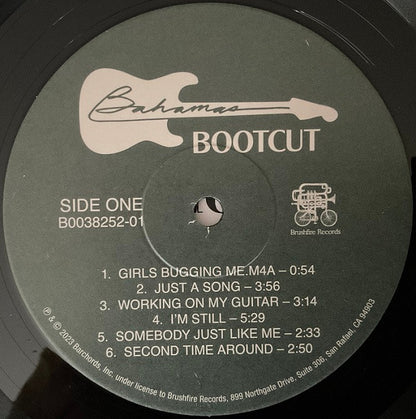 Bahamas
BOOTCUT
SIDE ONE
B0038252-01
Brushfire Records
1. GIRLS BUGGING ME.M4A – 0:54
2. JUST A SONG – 3:56
3. WORKING ON MY GUITAR – 3:14
4. I'M STILL – 5:29
5. SOMEBODY JUST LIKE ME – 2:33
6. SECOND TIME AROUND – 2:50
℗ & © 2023 Barchords, Inc. under license to Brushfire Records, 899 Northgate Drive, Suite 306, San Rafael, CA 94903